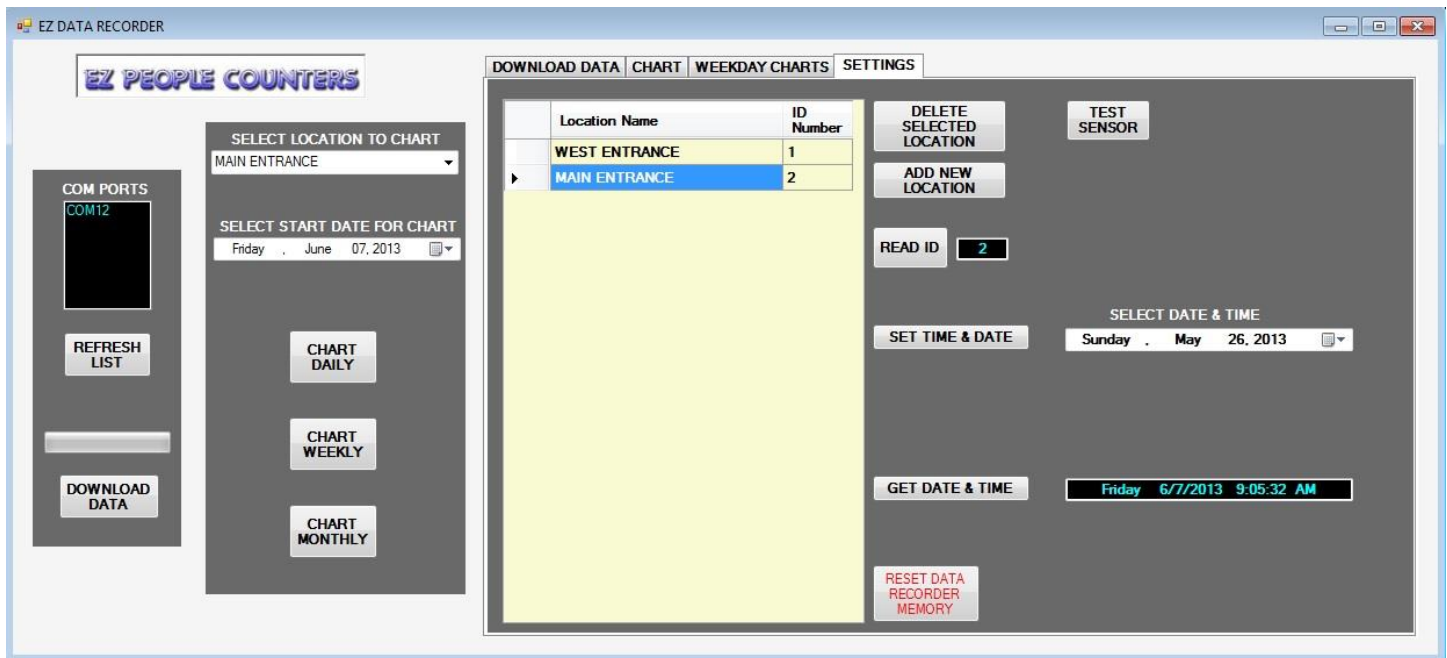 EZ DATA RECORDER
EZ PEOPLE COUNTERS
COM PORTS
COM12
REFRESH
LIST
DOWNLOAD
DATA
SELECT LOCATION TO CHART
MAIN ENTRANCE
SELECT START DATE FOR CHART
Friday , June 07, 2013
CHART
DAILY
CHART
WEEKLY
CHART
MONTHLY
DOWNLOAD DATA CHART WEEKDAY CHARTS SETTINGS
Location Name ID Number
WEST ENTRANCE 1
MAIN ENTRANCE 2
DELETE
SELECTED
LOCATION
TEST
SENSOR
ADD NEW
LOCATION
READ ID 2
SELECT DATE & TIME
SET TIME & DATE Sunday , May 26, 2013
GET DATE & TIME Friday 6/7/2013 9:05:32 AM
RESET DATA
RECORDER
MEMORY